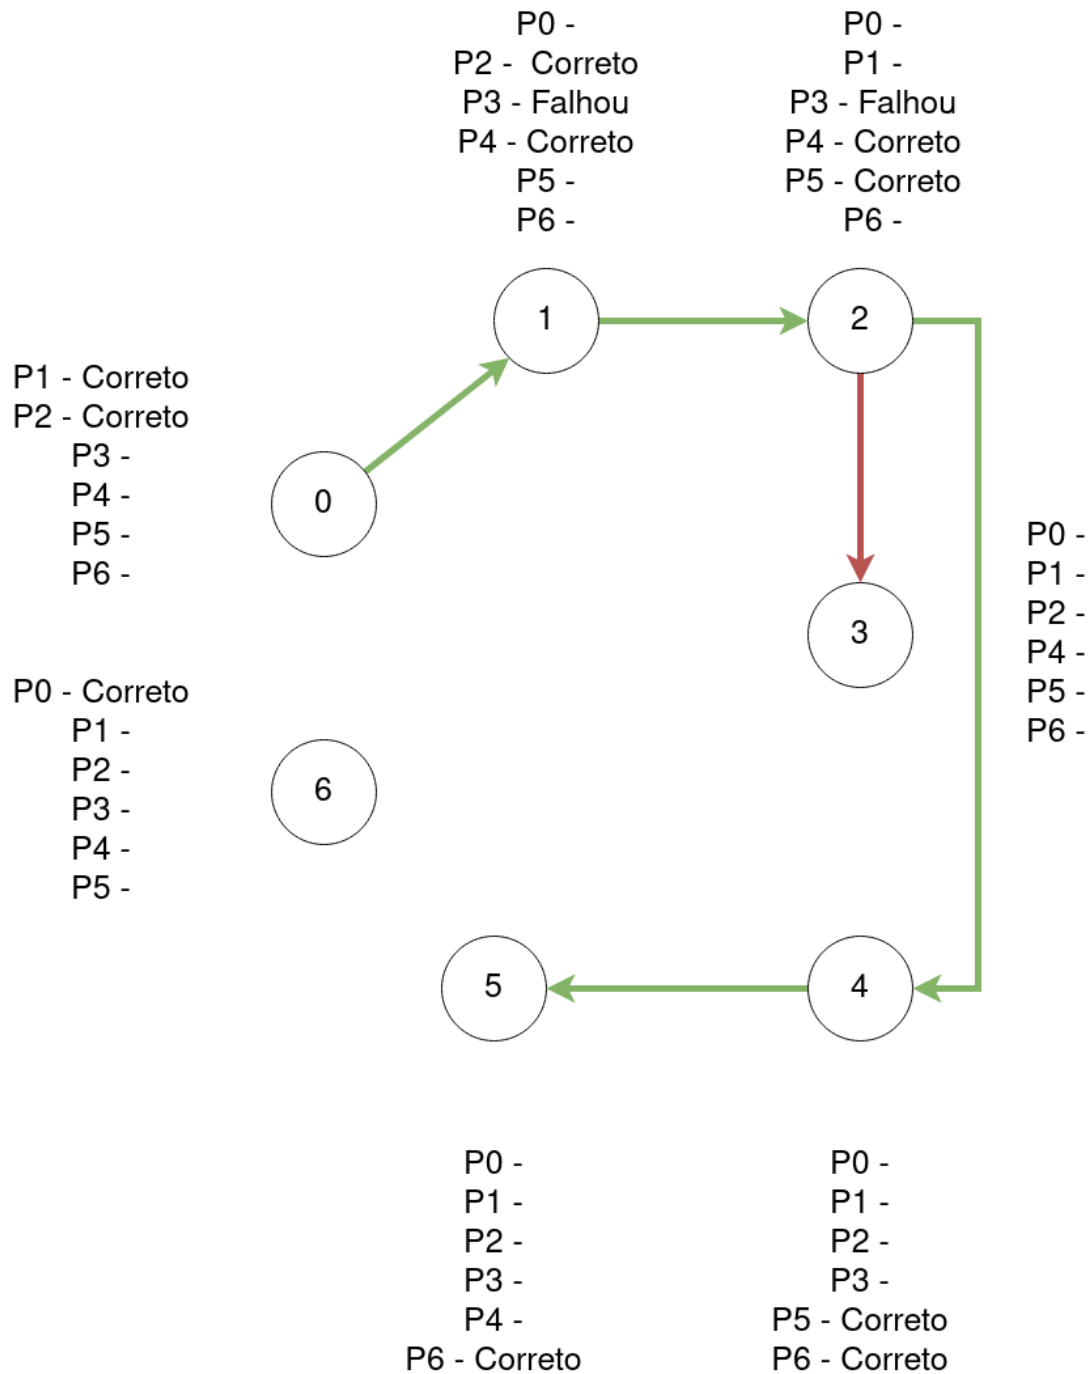 P0 -
P2 - Correto
P3 - Falhou
P4 - Correto
P5 -
P6 -
P0 -
P1 -
P3 - Falhou
P4 - Correto
P5 - Correto
P6 -
1
2
P1 - Correto
P2 - Correto
P3 -
P4 -
P5 -
P6 -
0
P0 -
P1 -
P2 -
P4 -
P5 -
P6 -
3
P0 - Correto
P1 -
P2 -
P3 -
P4 -
P5 -
6
5
4
P0 -
P1 -
P2 -
P3 -
P4 -
P6 - Correto
P0 -
P1 -
P2 -
P3 -
P5 - Correto
P6 - Correto